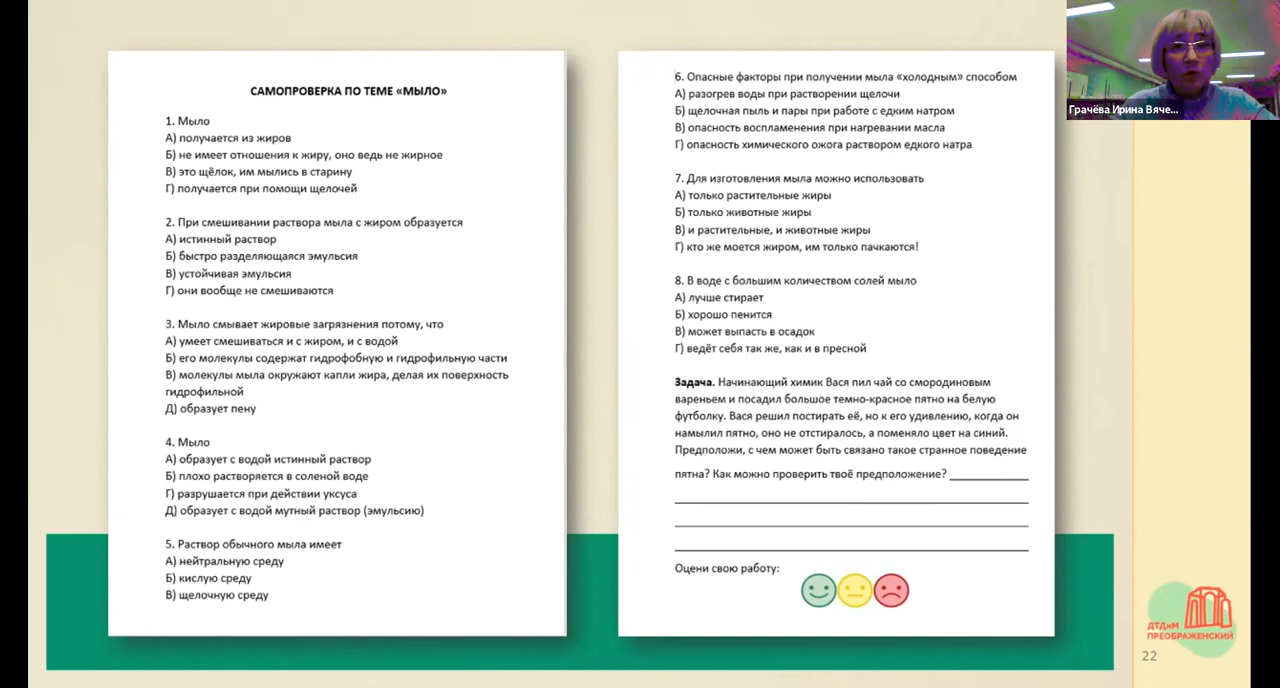 САМОПРОВЕРКА ПО ТЕМЕ «МЫЛО»
1. Мыло
А) получается из жиров
Б) не имеет отношения к жиру, оно ведь не жирное
В) это щёлок, им мылись в старину
Г) получается при помощи щелочей
2. При смешивании раствора мыла с жиром образуется
А) истинный раствор
Б) быстро разделяющаяся эмульсия
В) устойчивая эмульсия
Г) они вообще не смешиваются
3. Мыло смывает жировые загрязнения потому, что
А) умеет смешиваться и с жиром, и с водой
Б) его молекулы содержат гидрофобную и гидрофильную части
В) молекулы мыла окружают капли жира, делая их поверхность
гидрофильной
Д) образует пену
4. Мыло
А) образует с водой истинный раствор
Б) плохо растворяется в соленой воде
Г) разрушается при действии уксуса
Д) образует с водой мутный раствор (эмульсию)
5. Раствор обычного мыла имеет
А) нейтральную среду
Б) кислую среду
В) щелочную среду
6. Опасные факторы при получении мыла «холодным» способом
А) разогрев воды при растворении щелочи
Б) щелочная пыль и пары при работе с едким натром
В) опасность воспламенения при нагревании масла
Г) опасность химического ожога раствором едкого натра
7. Для изготовления мыла можно использовать
А) только растительные жиры
Б) только животные жиры
В) и растительные, и животные жиры
Г) кто же моется жиром, им только пачкаются!
8. В воде с большим количеством солей мыло
А) лучше стирает
Б) хорошо пенится
В) может выпасть в осадок
Г) ведёт себя так же, как и в пресной
Задача. Начинающий химик Вася пил чай со смородиновым
вареньем и посадил большое темно-красное пятно на белую
футболку. Вася решил постирать её, но к его удивлению, когда он
намылил пятно, оно не отстиралось, а поменяло цвет на синий.
Предположи, с чем может быть связано такое странное поведение
пятна? Как можно проверить твоё предположение?
Оцени свою работу:
Грачёва Ирина Вяче...
ДТДиМ
ПРЕОБРАЖЕНСКИЙ
22